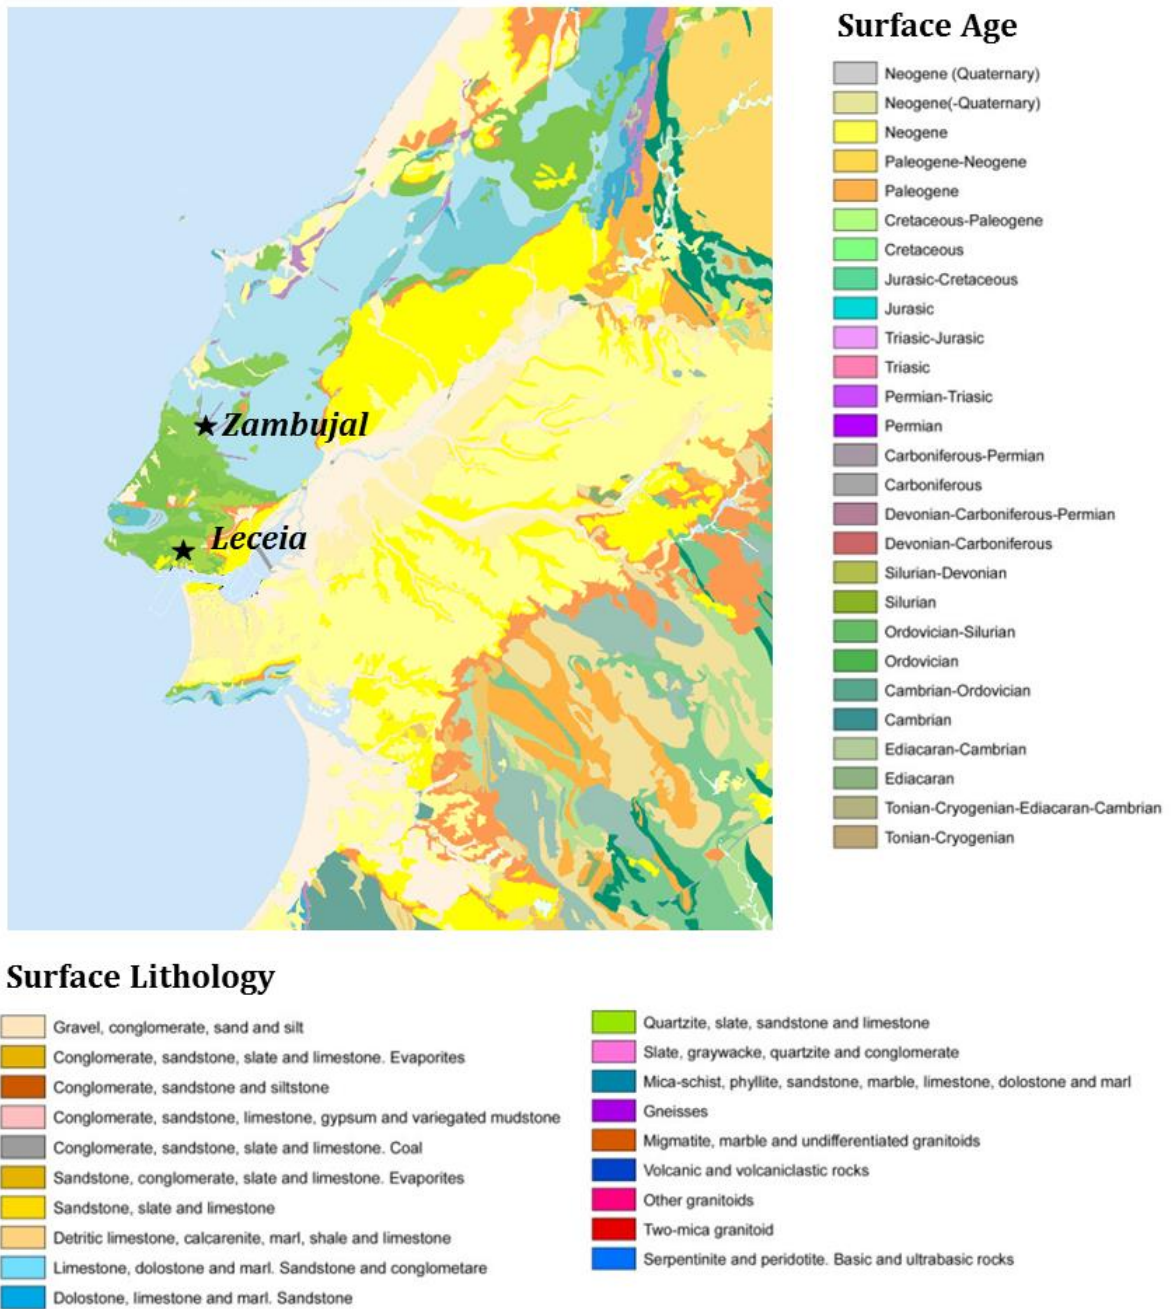 Surface Age
Neogene (Quaternary)
Neogene(-Quaternary)
Neogene
Paleogene-Neogene
Paleogene
Cretaceous-Paleogene
Cretaceous
Jurasic-Cretaceous
Jurasic
Triasic-Jurasic
Triasic
Permian-Triasic
Permian
Carboniferous-Permian
Carboniferous
Devonian-Carboniferous-Permian
Devonian-Carboniferous
Silurian-Devonian
Silurian
Ordovician-Silurian
Ordovician
Cambrian-Ordovician
Cambrian
Ediacaran-Cambrian
Ediacaran
Tonian-Cryogenian-Ediacaran-Cambrian
Tonian-Cryogenian
Zambujal
Leceia
Surface Lithology
Gravel, conglomerate, sand and silt
Conglomerate, sandstone, slate and limestone. Evaporites
Conglomerate, sandstone and siltstone
Conglomerate, sandstone, limestone, gypsum and variegated mudstone
Conglomerate, sandstone, slate and limestone. Coal
Sandstone, conglomerate, slate and limestone. Evaporites
Sandstone, slate and limestone
Detritic limestone, calcarenite, marl, shale and limestone
Limestone, dolostone and marl. Sandstone and conglometare
Dolostone, limestone and marl. Sandstone
Quartzite, slate, sandstone and limestone
Slate, graywacke, quartzite and conglomerate
Mica-schist, phyllite, sandstone, marble, limestone, dolostone and marl
Gneisses
Migmatite, marble and undifferentiated granitoids
Volcanic and volcaniclastic rocks
Other granitoids
Two-mica granitoid
Serpentinite and peridotite. Basic and ultrabasic rocks